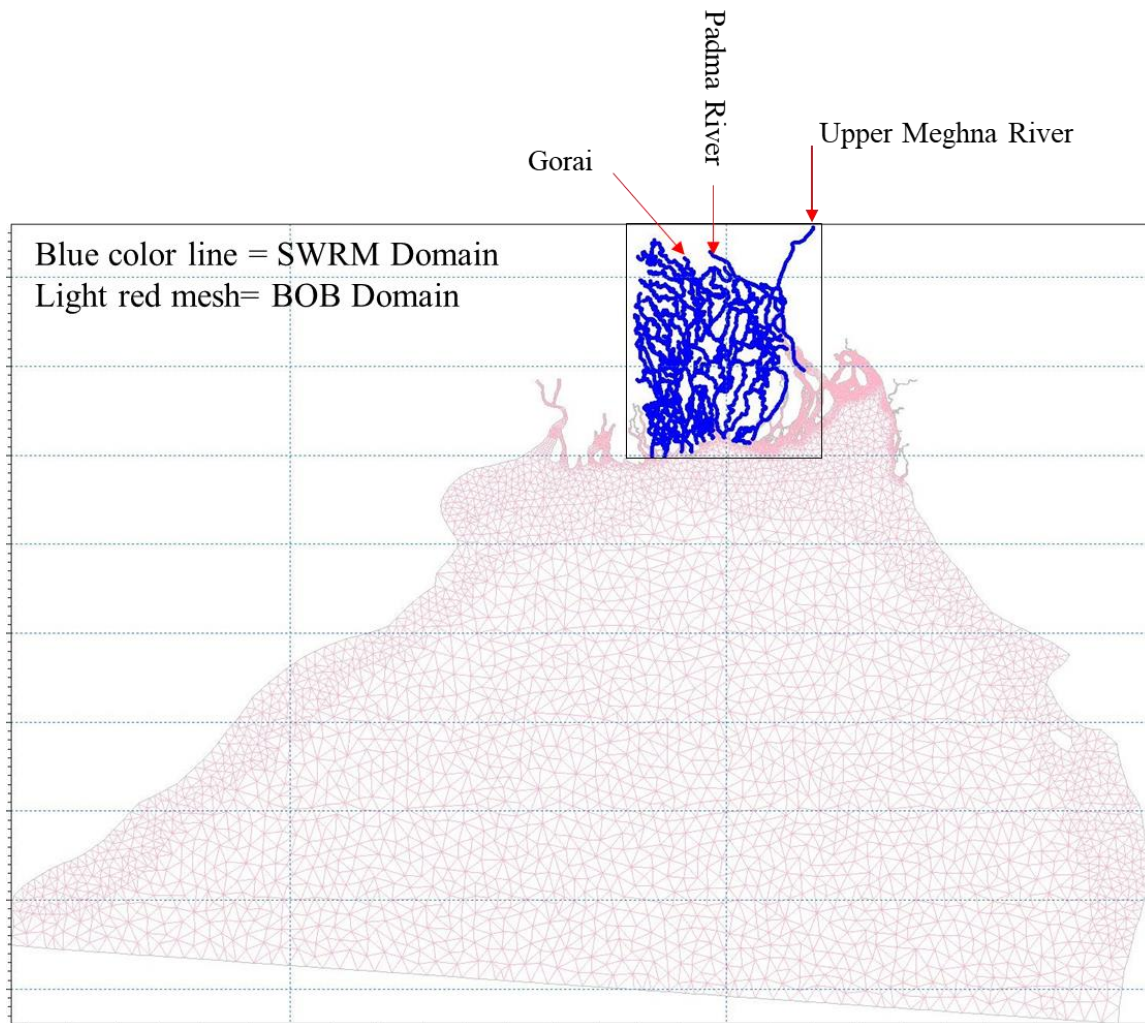 Padma River
Upper Meghna River
Gorai
Blue color line = SWRM Domain
Light red mesh= BOB Domain